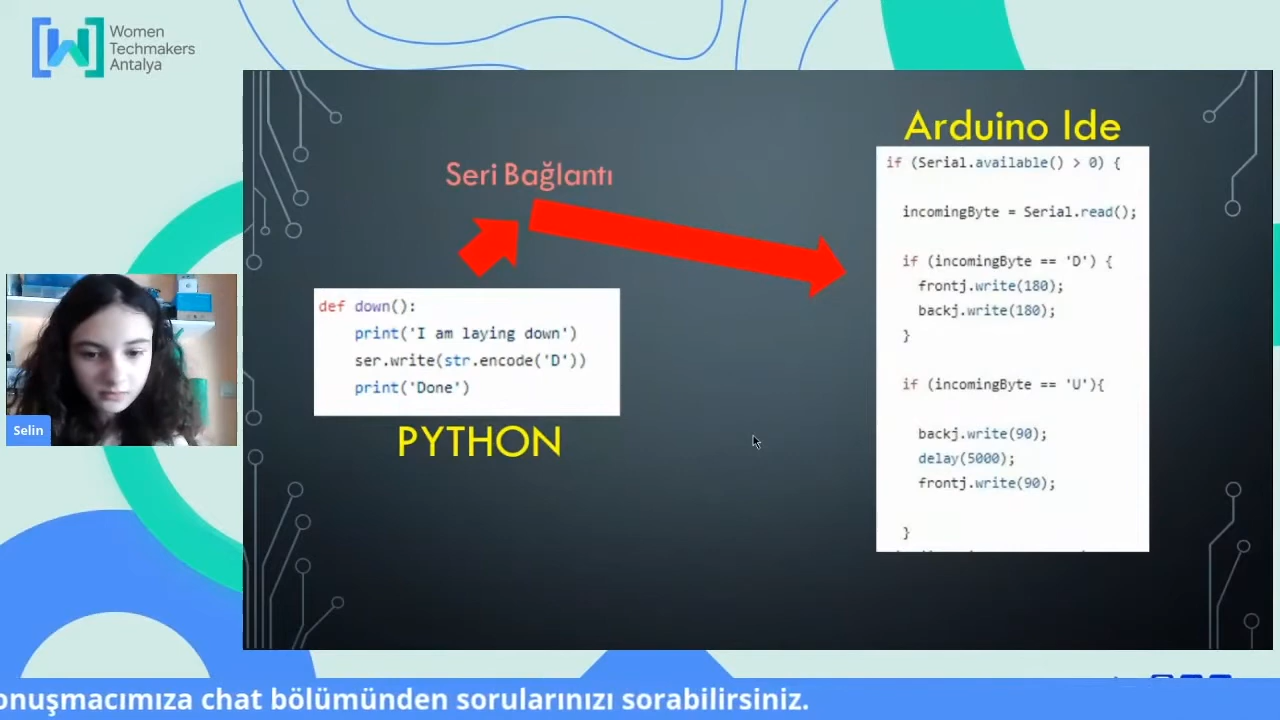 Women
Techmakers
Antalya
Seri Bağlantı
def down():
print('I am laying down')
ser.write(str.encode('D'))
print('Done')
PYTHON
Arduino Ide
if (Serial.available() > 0) {
incomingByte = Serial.read();
if (incomingByte == 'D') {
frontj.write(180);
backj.write(180);
}
if (incomingByte == 'U'){
backj.write(90);
delay(5000);
frontj.write(90);
}
Selin
onuşmacımıza chat bölümünden sorularınızı sorabilirsiniz.